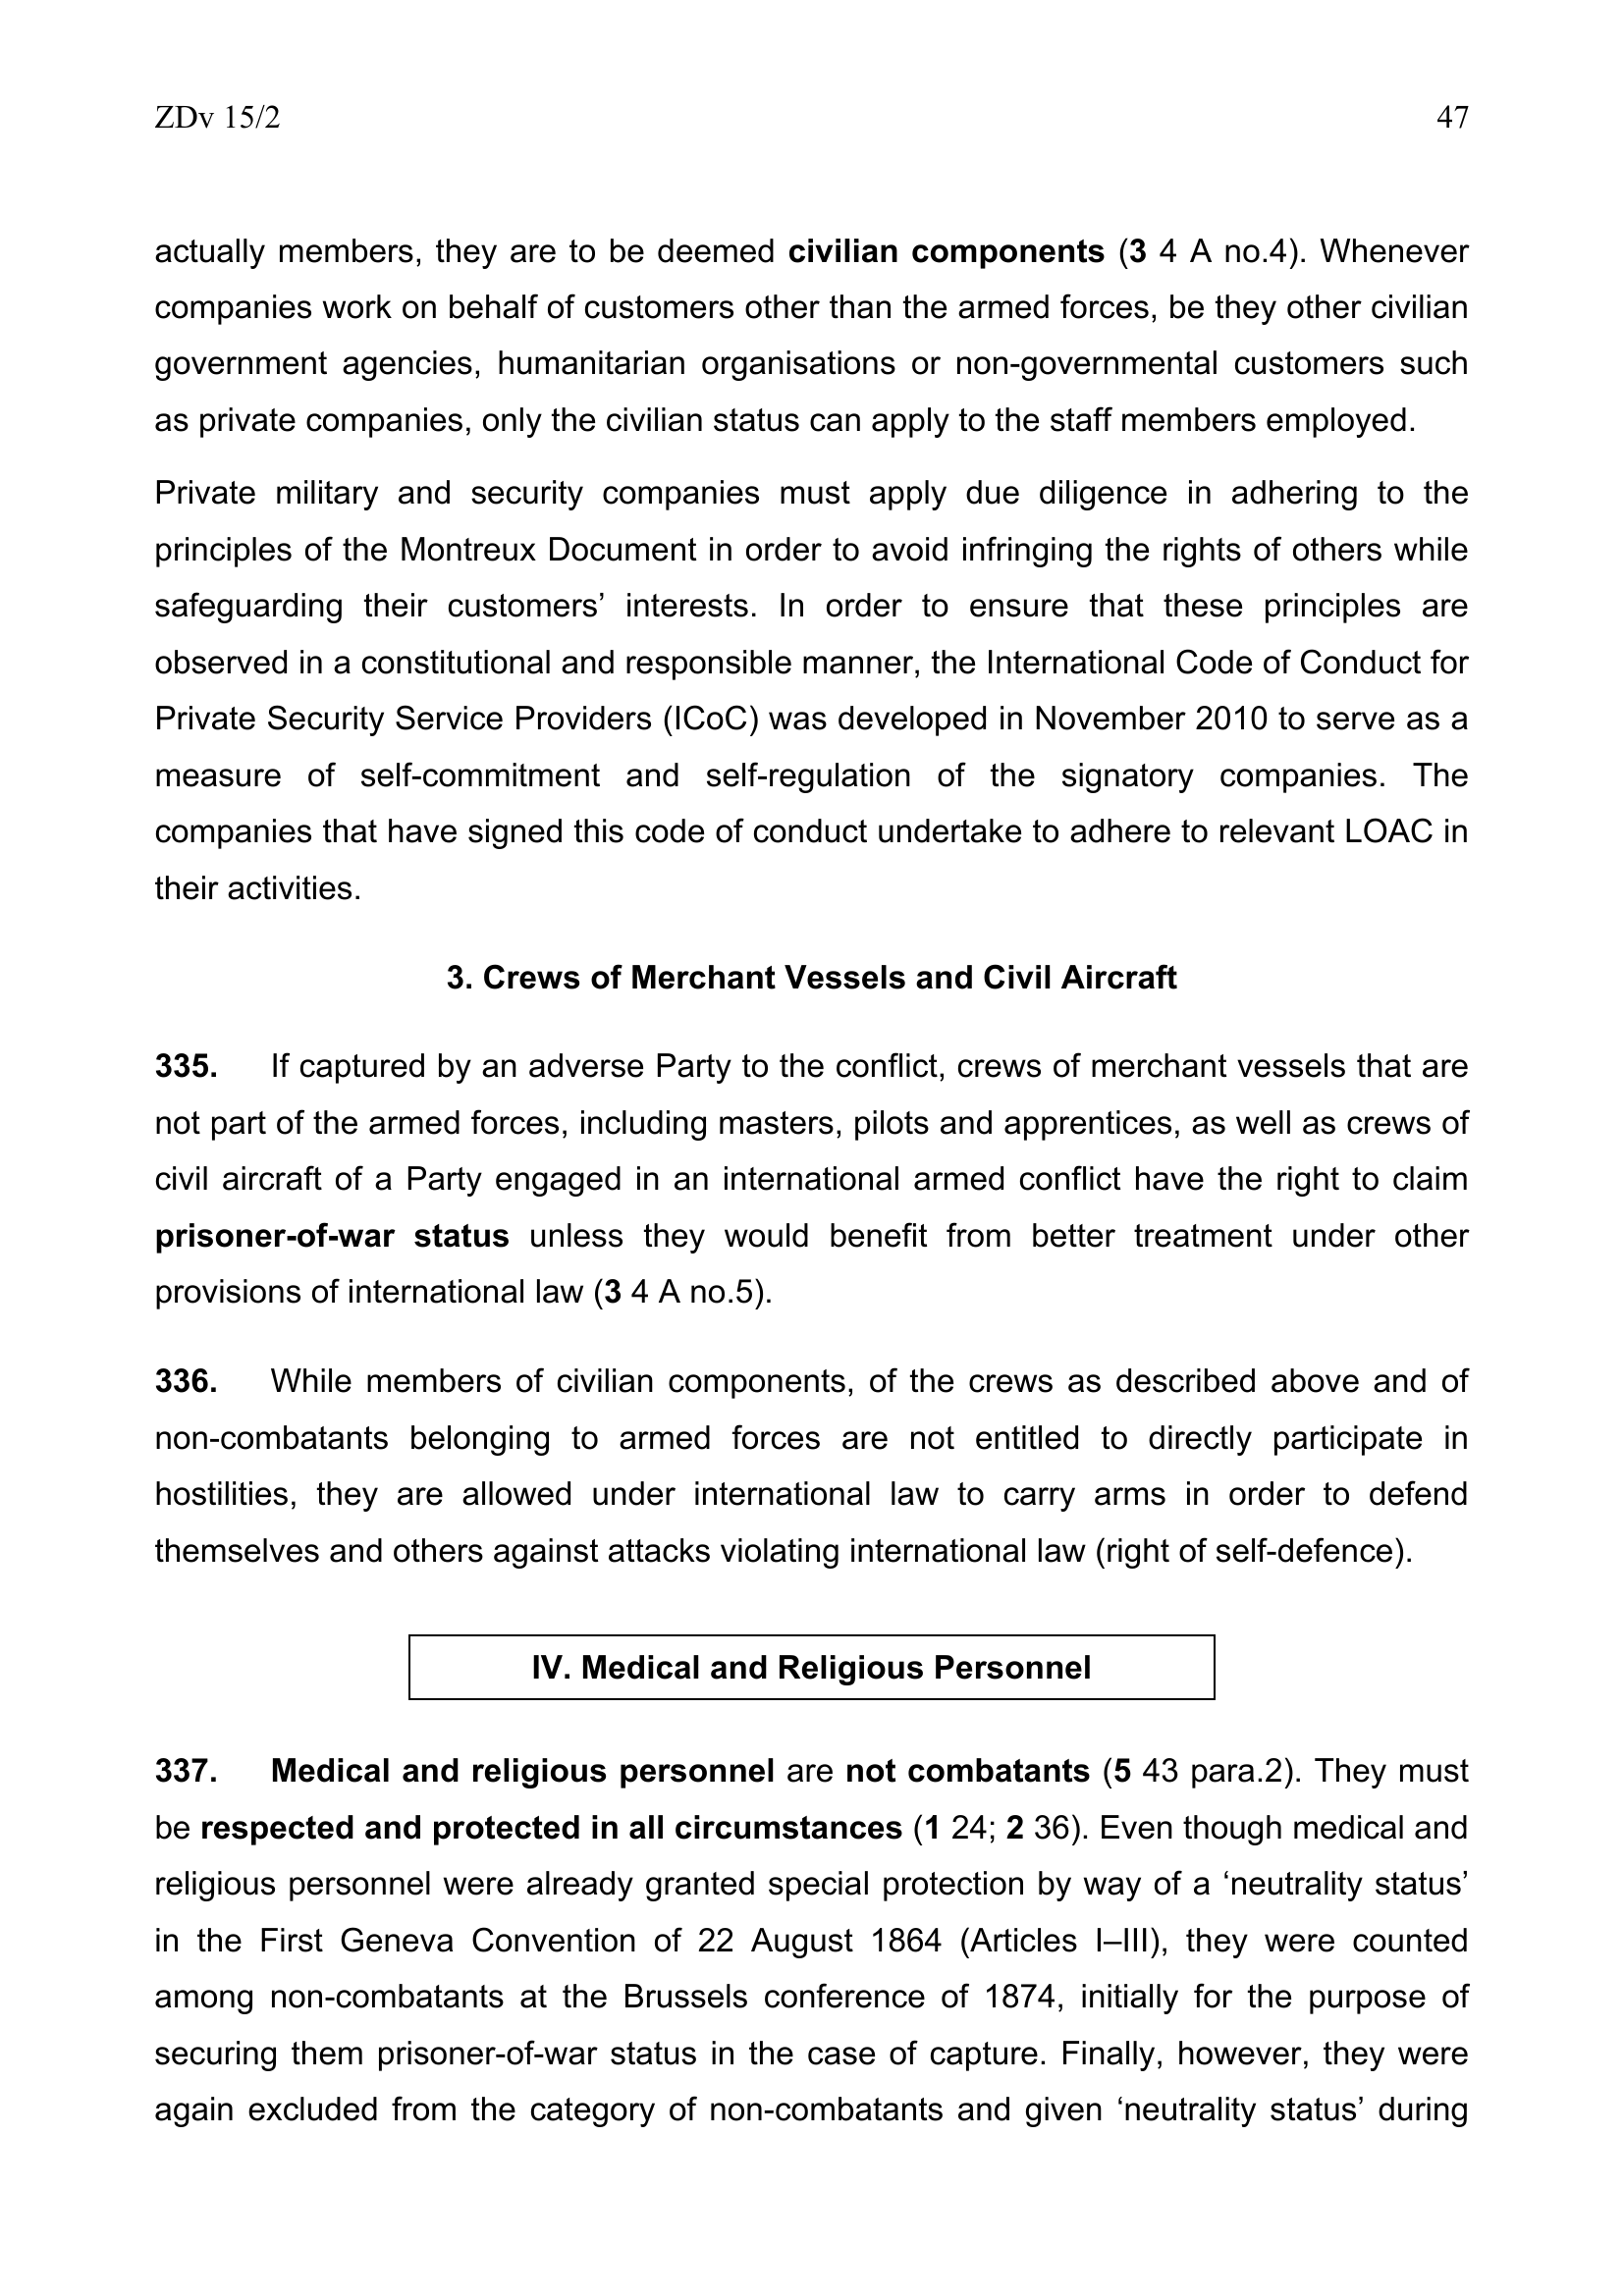 ZDv 15/2 47
actually members, they are to be deemed civilian components (3 4 A no.4). Whenever
companies work on behalf of customers other than the armed forces, be they other civilian
government agencies, humanitarian organisations or non-governmental customers such
as private companies, only the civilian status can apply to the staff members employed.
Private military and security companies must apply due diligence in adhering to the
principles of the Montreux Document in order to avoid infringing the rights of others while
safeguarding their customers’ interests. In order to ensure that these principles are
observed in a constitutional and responsible manner, the International Code of Conduct for
Private Security Service Providers (ICoC) was developed in November 2010 to serve as a
measure of self-commitment and self-regulation of the signatory companies. The
companies that have signed this code of conduct undertake to adhere to relevant LOAC in
their activities.
3. Crews of Merchant Vessels and Civil Aircraft
335. If captured by an adverse Party to the conflict, crews of merchant vessels that are
not part of the armed forces, including masters, pilots and apprentices, as well as crews of
civil aircraft of a Party engaged in an international armed conflict have the right to claim
prisoner-of-war status unless they would benefit from better treatment under other
provisions of international law (3 4 A no.5).
336. While members of civilian components, of the crews as described above and of
non-combatants belonging to armed forces are not entitled to directly participate in
hostilities, they are allowed under international law to carry arms in order to defend
themselves and others against attacks violating international law (right of self-defence).
IV. Medical and Religious Personnel
337. Medical and religious personnel are not combatants (5 43 para.2). They must
be respected and protected in all circumstances (1 24; 2 36). Even though medical and
religious personnel were already granted special protection by way of a ‘neutrality status’
in the First Geneva Convention of 22 August 1864 (Articles I–III), they were counted
among non-combatants at the Brussels conference of 1874, initially for the purpose of
securing them prisoner-of-war status in the case of capture. Finally, however, they were
again excluded from the category of non-combatants and given ‘neutrality status’ during